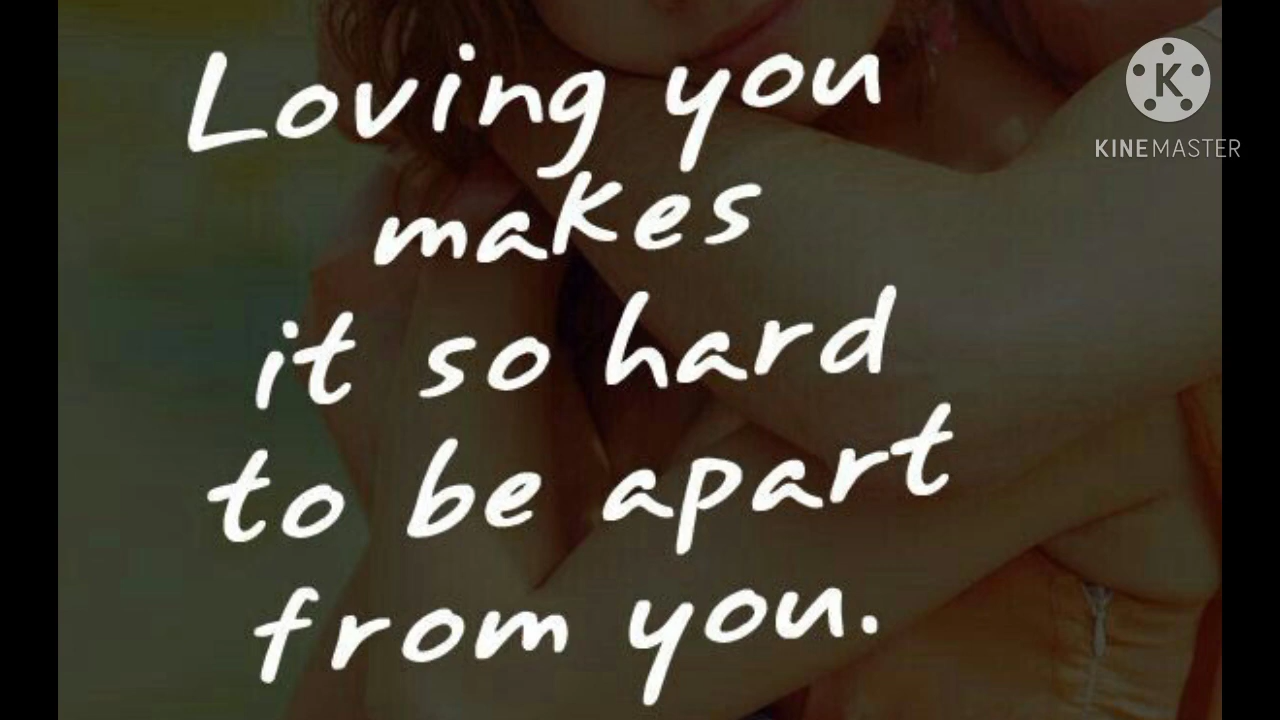 Loving you
makes
it so hard
to be apart
from you.
K
KINEMASTER